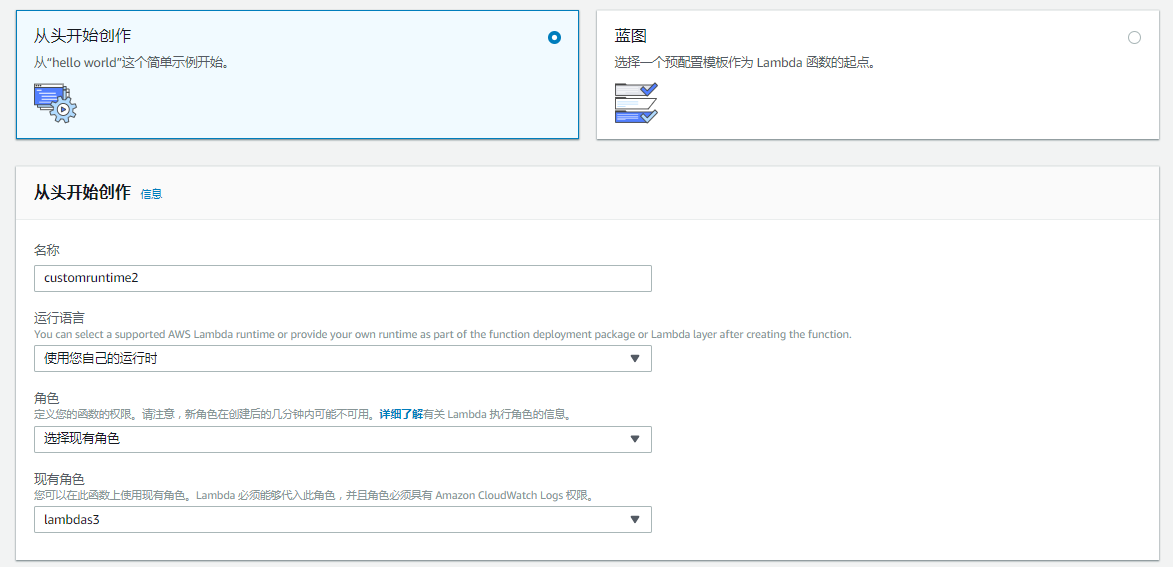 从头开始创作
从“hello world”这个简单示例开始。
蓝图
选择一个预配置模板作为 Lambda 函数的起点。
从头开始创作 信息
名称
customruntime2
运行语言
You can select a supported AWS Lambda runtime or provide your own runtime as part of the function deployment package or Lambda layer after creating the function.
使用您自己的运行时
角色
定义您的函数的权限。请注意，新角色在创建后的几分钟内可能不可用。详细了解有关 Lambda 执行角色的信息。
选择现有角色
现有角色
您可以在此函数上使用现有角色。Lambda 必须能够代入此角色，并且角色必须具有 Amazon CloudWatch Logs 权限。
lambdas3